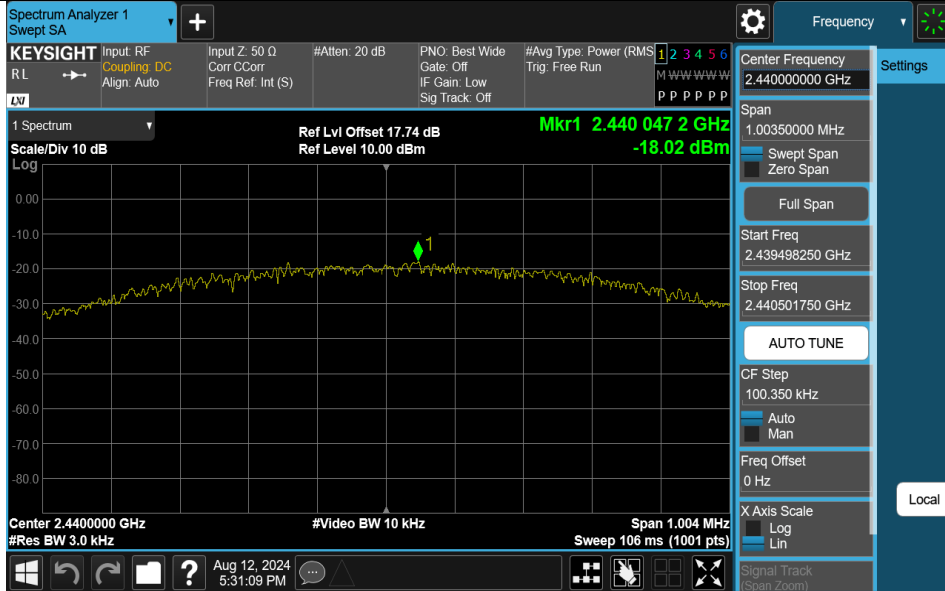 Spectrum Analyzer 1
Swept SA
+
Frequency
KEYSIGHT
R L
LXI
Input: RF
Coupling: DC
Align: Auto
Input Z: 50 Ω
Corr CCorr
Freq Ref: Int (S)
#Atten: 20 dB
PNO: Best Wide
Gate: Off
IF Gain: Low
Sig Track: Off
#Avg Type: Power (RMS
Trig: Free Run
1 2 3 4 5 6
M W W W W W
P P P P P P
1 Spectrum
Scale/Div 10 dB
Log
Ref Lvl Offset 17.74 dB
Ref Level 10.00 dBm
Mkr1 2.440 047 2 GHz
-18.02 dBm
0.00
-10.0
-20.0
-30.0
-40.0
-50.0
-60.0
-70.0
-80.0
1
Center 2.4400000 GHz
#Res BW 3.0 kHz
#Video BW 10 kHz
Span 1.004 MHz
Sweep 106 ms (1001 pts)
?
Aug 12, 2024
5:31:09 PM
Center Frequency
2.440000000 GHz
Span
1.00350000 MHz
Swept Span
Zero Span
Full Span
Start Freq
2.439498250 GHz
Stop Freq
2.440501750 GHz
AUTO TUNE
CF Step
100.350 kHz
Auto
Man
Freq Offset
0 Hz
X Axis Scale
Log
Lin
Signal Track
(Span Zoom)
Settings
Local